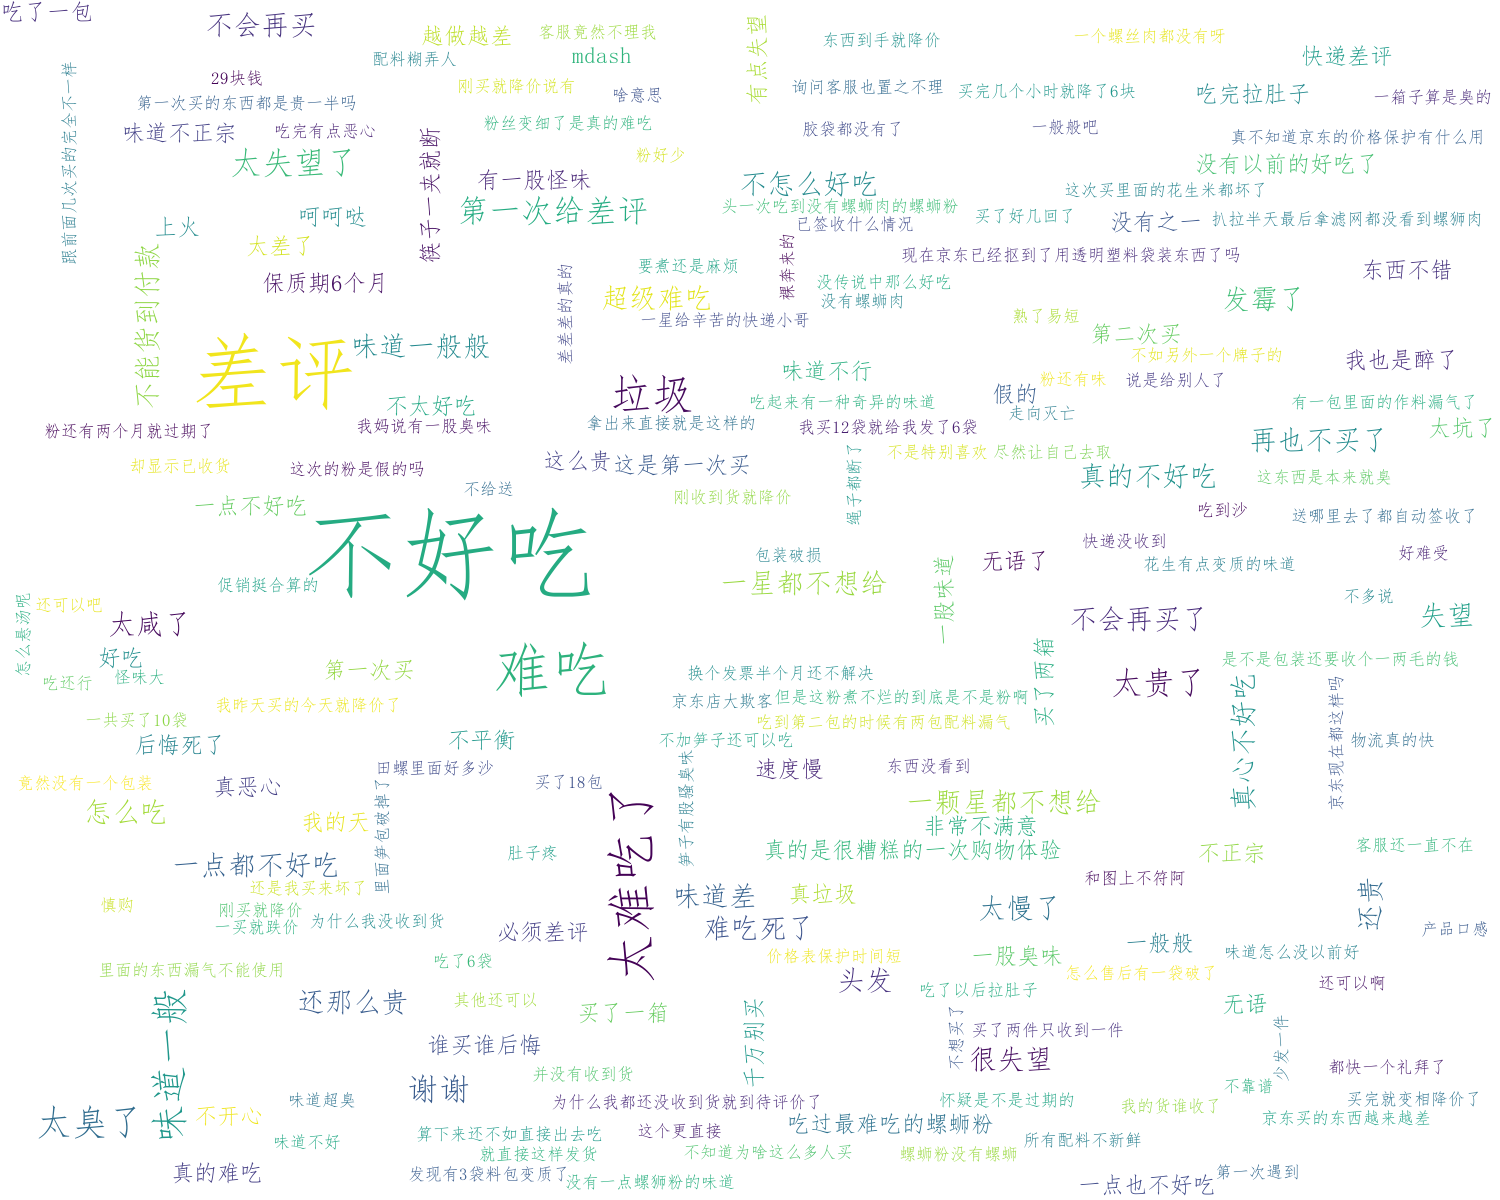 吃了一包
不会再买
越做越差
客服竟然不理我
有点失望
东西到手就降价
一个螺丝肉都没有呀
快递差评
配料糊弄人
mdash
29块钱
刚买就降价说有
啥意思
询问客服也置之不理
买完几个小时就降了6块
吃完拉肚子
一箱子算是臭的
跟前面几次买的完全不一样
第一次买的东西都是贵一半吗
味道不正宗
吃完有点恶心
筷子一夹就断
粉丝变细了是真的难吃
胶袋都没有了
一般般吧
真不知道京东的价格保护有什么用
太失望了
粉好少
没有以前的好吃了
有一股怪味
不怎么好吃
这次买里面的花生米都坏了
呵呵哒
第一次给差评
头一次吃到没有螺蛳肉的螺蛳粉
买了好几回了
没有之一
扒拉半天最后拿滤网都没看到螺狮肉
上火
已签收什么情况
太差了
裸奔来的
现在京东已经抠到了用透明塑料袋装东西了吗
不能货到付款
要煮还是麻烦
东西不错
保质期6个月
差差差的真的
没传说中那么好吃
超级难吃
没有螺蛳肉
发霉了
一星给辛苦的快递小哥
熟了易短
第二次买
差评
味道一般般
不如另外一个牌子的
我也是醉了
味道不行
粉还有味
说是给别人了
垃圾
假的
不太好吃
吃起来有一种奇异的味道
走向灭亡
有一包里面的作料漏气了
粉还有两个月就过期了
我妈说有一股臭味
拿出来直接就是这样的
我买12袋就给我发了6袋
太坑了
再也不买了
不是特别喜欢
尽然让自己去取
却显示已收货
这次的粉是假的吗
这么贵
这是第一次买
绳子都断了
真的不好吃
这东西是本来就臭
不给送
刚收到货就降价
一点不好吃
吃到沙
送哪里去了都自动签收了
不好吃
快递没收到
包装破损
无语了
花生有点变质的味道
好难受
促销挺合算的
一星都不想给
一股味道
怎么悬汤呢
还可以吧
不多说
太咸了
不会再买了
失望
好吃
难吃
第一次买
买了两箱
是不是包装还要收个一两毛的钱
怪味大
吃还行
换个发票半个月还不解决
太贵了
真心不好吃
京东现在都这样吗
京东店大欺客
但是这粉煮不烂的到底是不是粉啊
我昨天买的今天就降价了
一共买了10袋
吃到第二包的时候有两包配料漏气
后悔死了
不平衡
不加笋子还可以吃
物流真的快
田螺里面好多沙
笋子有股骚臭味
速度慢
东西没看到
竟然没有一个包装
真恶心
里面笋包破掉了
买了18包
怎么吃
我的天
太难吃了
一颗星都不想给
非常不满意
客服还一直不在
肚子疼
真的是很糟糕的一次购物体验
不正宗
一点都不好吃
和图上不符阿
还是我买来坏了
味道差
真垃圾
还贵
慎购
刚买就降价
太慢了
一买就跌价
为什么我没收到货
必须差评
难吃死了
一般般
产品口感
吃了6袋
价格表保护时间短
一股臭味
味道怎么没以前好
里面的东西漏气不能使用
怎么售后有一袋破了
头发
还可以啊
味道一般
还那么贵
其他还可以
买了一箱
吃了以后拉肚子
无语
千万别买
不想买了
买了两件只收到一件
少发一件
谁买谁后悔
很失望
都快一个礼拜了
并没有收到货
不靠谱
谢谢
味道超臭
为什么我都还没收到货就到待评价了
怀疑是不是过期的
我的货谁收了
买完就变相降价了
太臭了
不开心
吃过最难吃的螺蛳粉
京东买的东西越来越差
味道不好
算下来还不如直接出去吃
这个更直接
所有配料不新鲜
就直接这样发货
不知道为啥这么多人买
螺蛳粉没有螺蛳
真的难吃
发现有3袋料包变质了
没有一点螺狮粉的味道
一点也不好吃
第一次遇到